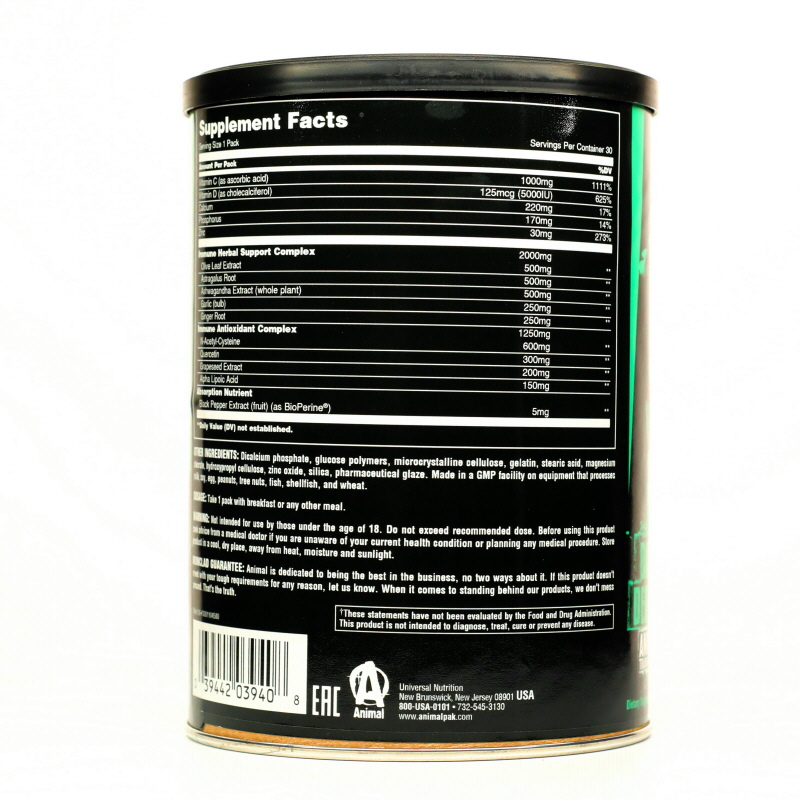 Supplement Facts
Serving Size 1 Pack Servings Per Container 30
Amount Per Pack %DV
Vitamin C (as ascorbic acid) 1000mg 1111%
Vitamin D (as cholecalciferol) 125mcg (5000IU) 625%
Calcium 220mg 17%
Phosphorus 170mg 14%
Zinc 30mg 273%
Immune Herbal Support Complex 2000mg
Olive Leaf Extract 500mg **
Astragalus Root 500mg **
Ashwagandha Extract (whole plant) 500mg **
Garlic (bulb) 250mg **
Ginger Root 250mg **
Immune Antioxidant Complex 1250mg
N-Acetyl-Cysteine 600mg **
Quercetin 300mg **
Grapeseed Extract 200mg **
Alpha Lipoic Acid 150mg **
Absorption Nutrient
Black Pepper Extract (fruit) (as BioPerine®) 5mg **
**Daily Value (DV) not established.
OTHER INGREDIENTS: Dicalcium phosphate, glucose polymers, microcrystalline cellulose, gelatin, stearic acid, magnesium
stearate, hydroxypropyl cellulose, zinc oxide, silica, pharmaceutical glaze. Made in a GMP facility on equipment that processes
milk, soy, egg, peanuts, tree nuts, fish, shellfish, and wheat.
DOSAGE: Take 1 pack with breakfast or any other meal.
WARNING: Not intended for use by those under the age of 18. Do not exceed recommended dose. Before using this product
advice from a medical doctor if you are unaware of your current health condition or planning any medical procedure. Store
product in a cool, dry place, away from heat, moisture and sunlight.
IRONCLAD GUARANTEE: Animal is dedicated to being the best in the business, no two ways about it. If this product doesn't
with your tough requirements for any reason, let us know. When it comes to standing behind our products, we don't mess
around. That's the truth.
†These statements have not been evaluated by the Food and Drug Administration.
This product is not intended to diagnose, treat, cure or prevent any disease.
39442 03940 8
EAC
A
Animal
Universal Nutrition
New Brunswick, New Jersey 08901 USA
800-USA-0101 • 732-545-3130
www.animalpak.com